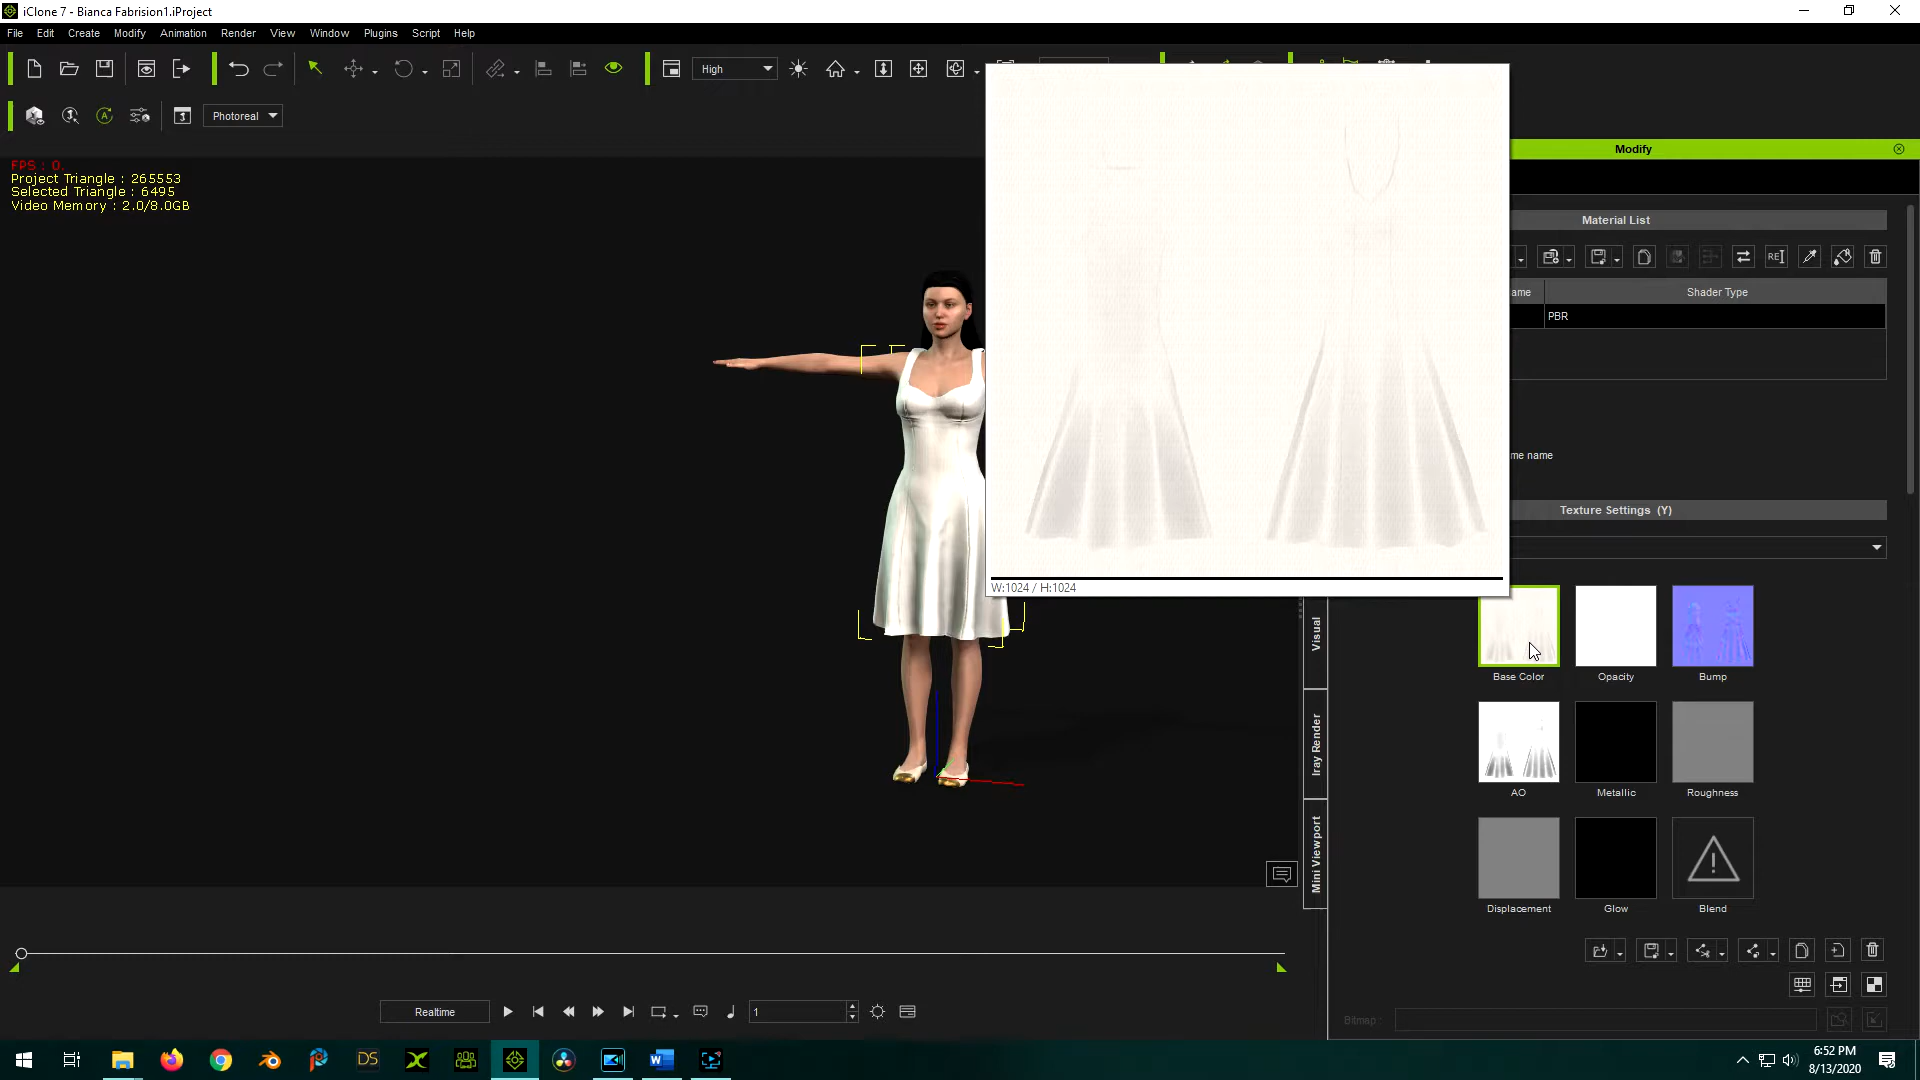 iClone 7 - Bianca Fabrision1.iProject
File Edit Create Modify Animation Render View Window Plugins Script Help
High
Photoreal
FPS : 0.
Project Triangle : 265553
Selected Triangle : 6495
Video Memory : 2.0/8.0GB
W:1024 / H:1024
Modify
Material List
RE
ame Shader Type
PBR
me name
Texture Settings (Y)
Base Color Opacity Bump
AO Metallic Roughness
Displacement Glow Blend
Visual
Iray Render
Mini Viewport
Bitmap :
Realtime
1
DS
6:52 PM
8/13/2020